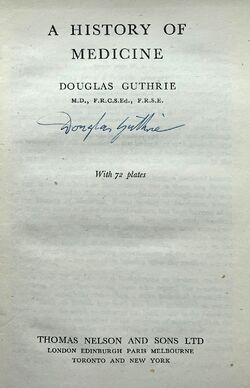 A HISTORY OF
MEDICINE
DOUGLAS GUTHRIE
M.D., F.R.C.S.Ed., F.R.S.E.
Douglas Guthrie
With 72 plates
THOMAS NELSON AND SONS LTD
LONDON EDINBURGH PARIS MELBOURNE
TORONTO AND NEW YORK